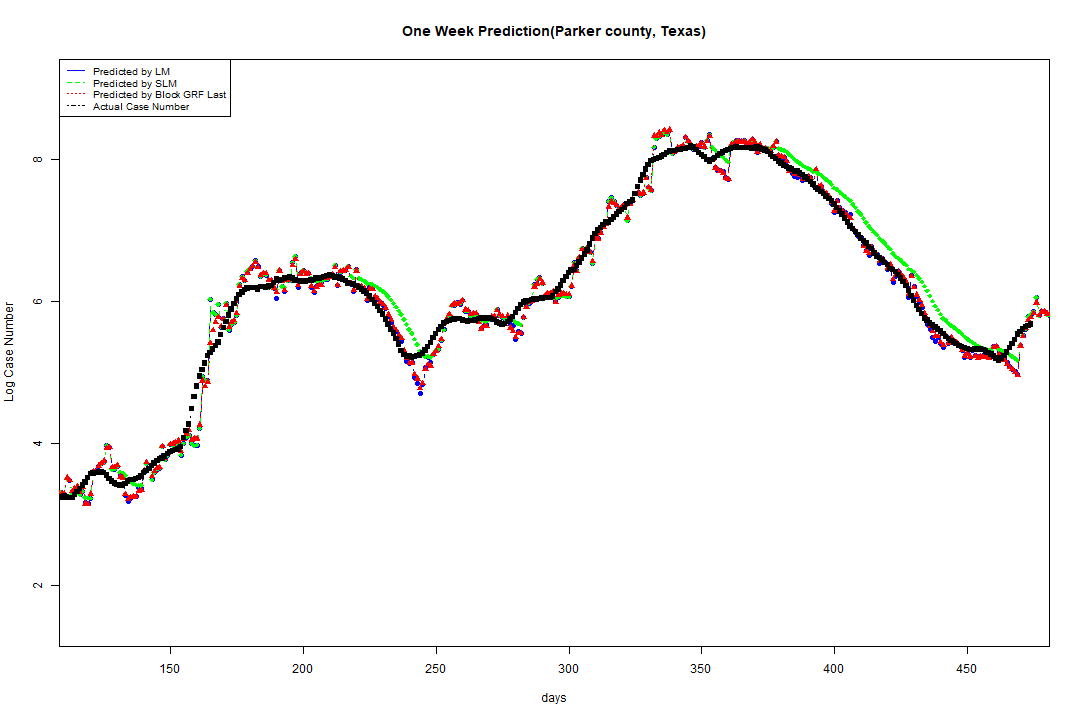 One Week Prediction(Parker county, Texas)
Predicted by LM
Predicted by SLM
Predicted by Block GRF Last
Actual Case Number
8
6
4
2
Log Case Number
150 200 250 300 350 400 450
days